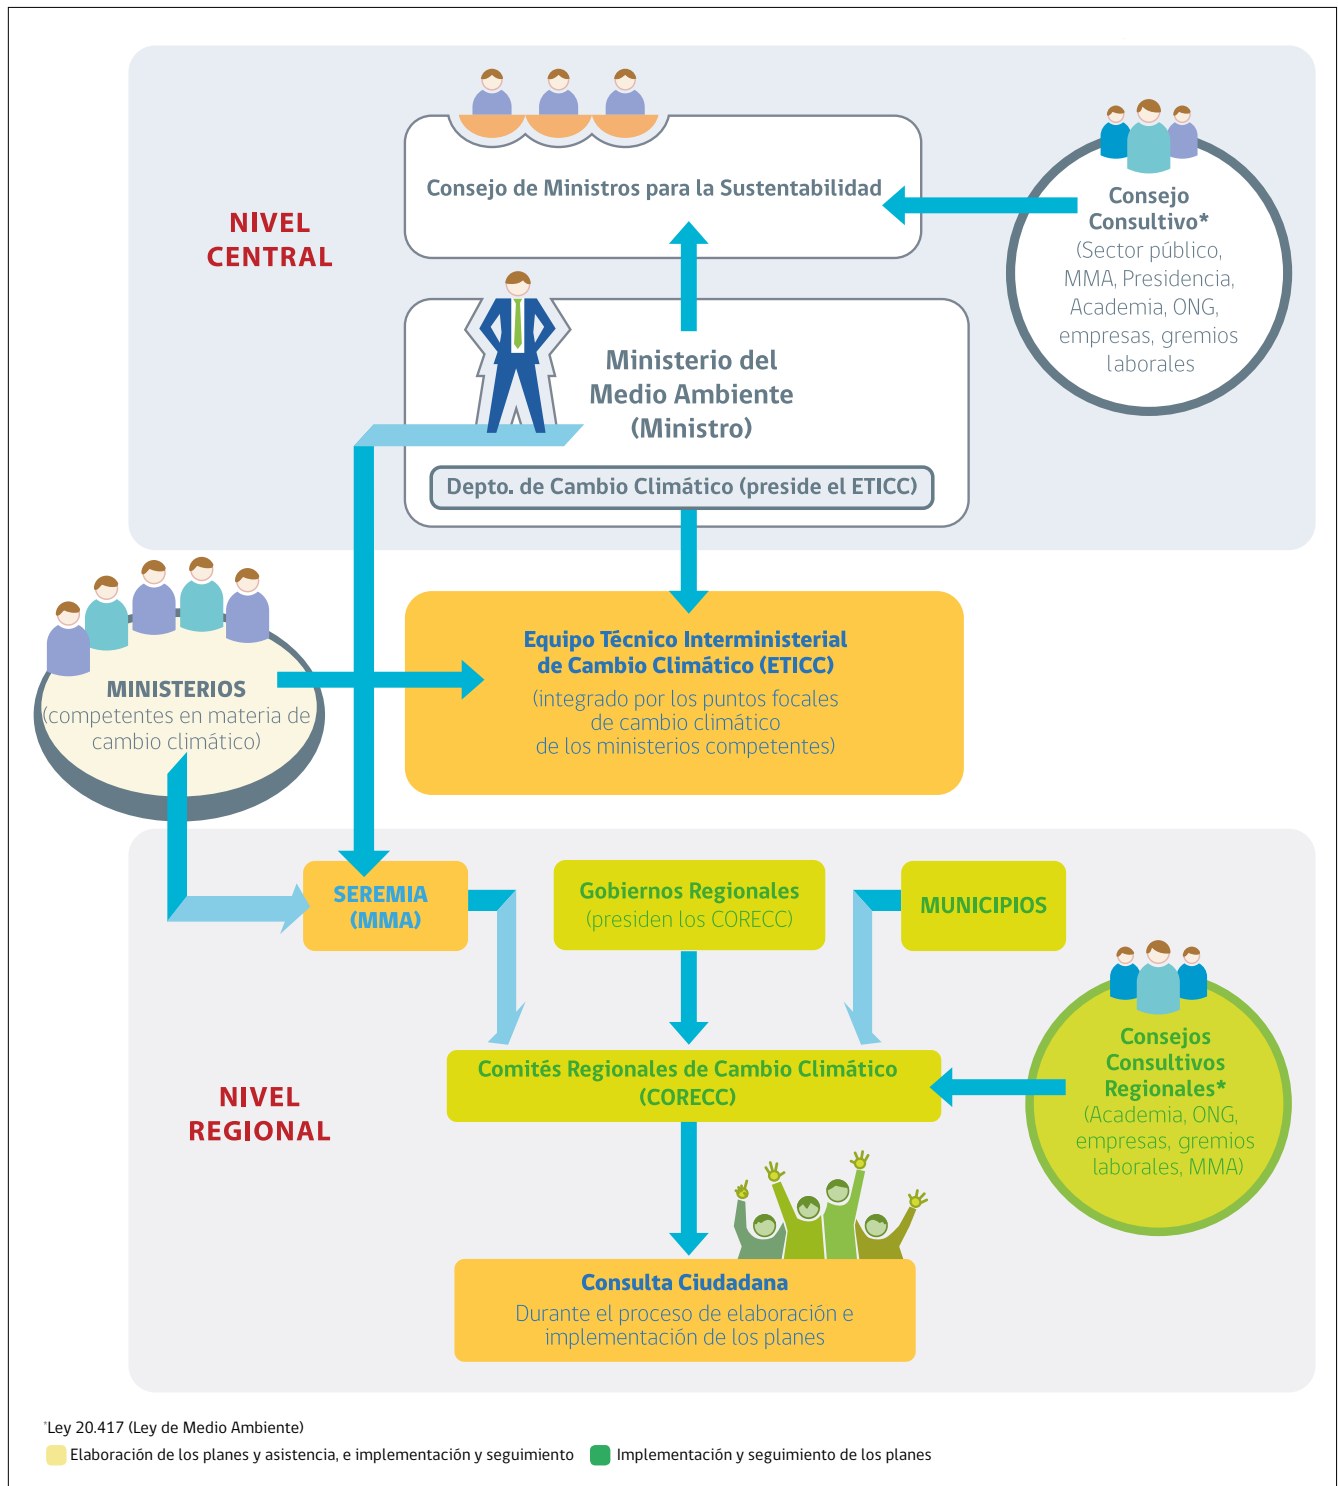 NIVEL
CENTRAL
Consejo de Ministros para la Sustentabilidad
Consejo
Consultivo*
(Sector público,
MMA, Presidencia,
Academia, ONG,
empresas, gremios
laborales
Ministerio del
Medio Ambiente
(Ministro)
Depto. de Cambio Climático (preside el ETICC)
MINISTERIOS
(competentes en materia de
cambio climático)
Equipo Técnico Interministerial
de Cambio Climático (ETICC)
(integrado por los puntos focales
de cambio climático
de los ministerios competentes)
SEREMIA
(MMA)
Gobiernos Regionales
(presiden los CORECC)
MUNICIPIOS
NIVEL
REGIONAL
Comités Regionales de Cambio Climático
(CORECC)
Consejos
Consultivos
Regionales*
(Academia, ONG,
empresas, gremios
laborales, MMA)
Consulta Ciudadana
Durante el proceso de elaboración e
implementación de los planes
*Ley 20.417 (Ley de Medio Ambiente)
Elaboración de los planes y asistencia, e implementación y seguimiento
Implementación y seguimiento de los planes